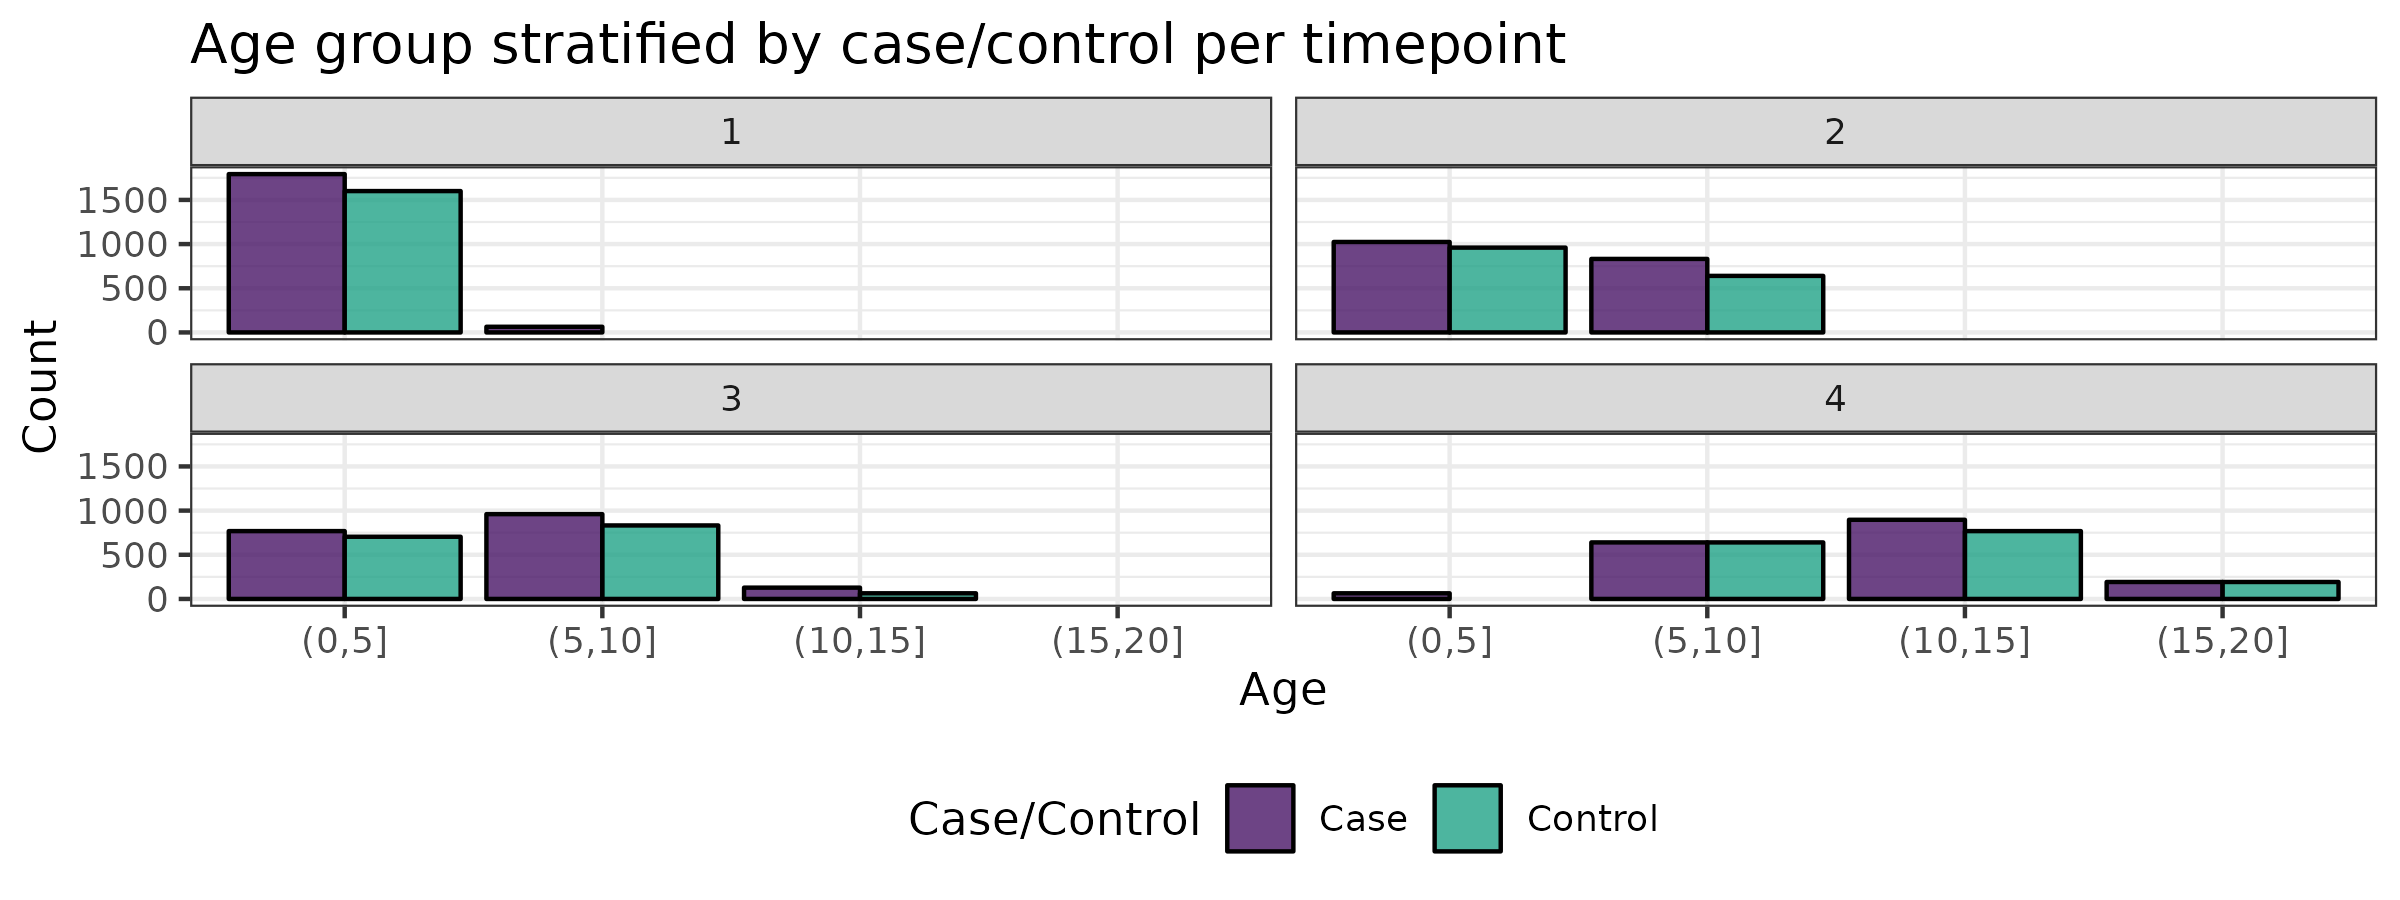 Age group stratified by case/control per timepoint
1
2
1500
1000
500
0
3
4
1500
1000
500
0
Count
(0,5] (5,10] (10,15] (15,20] (0,5] (5,10] (10,15] (15,20]
Age
Case/Control Case Control